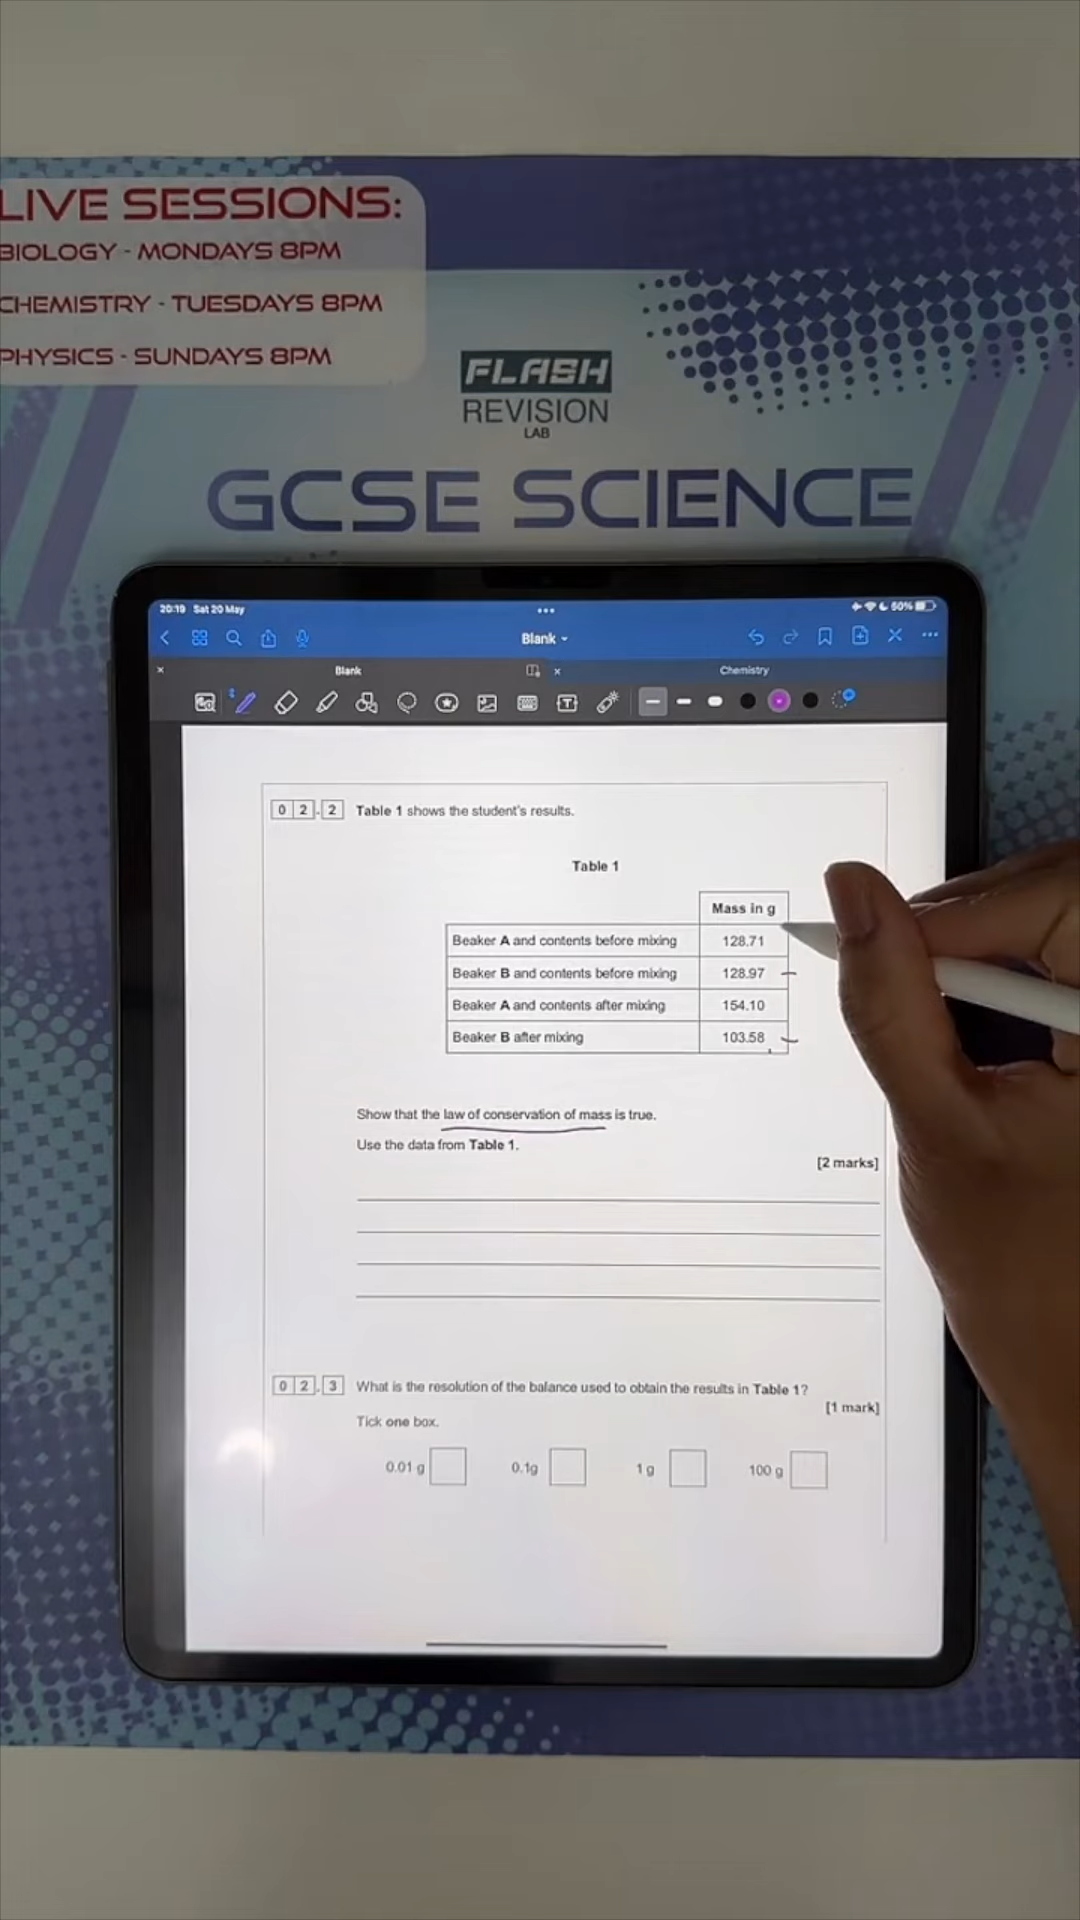 LIVE SESSIONS:
BIOLOGY - MONDAYS 8PM
CHEMISTRY - TUESDAYS 8PM
PHYSICS - SUNDAYS 8PM
FLASH
REVISION
LAB
GCSE SCIENCE
20:19 Sat 20 May
60%
Blank
Blank
Chemistry
0 2 . 2 Table 1 shows the student's results.
Table 1
Mass in g
Beaker A and contents before mixing 128.71
Beaker B and contents before mixing 128.97
Beaker A and contents after mixing 154.10
Beaker B after mixing 103.58
Show that the law of conservation of mass is true.
Use the data from Table 1.
[2 marks]
0 2 . 3 What is the resolution of the balance used to obtain the results in Table 1?
[1 mark]
Tick one box.
0.01 g 0.1g 1 g 100 g